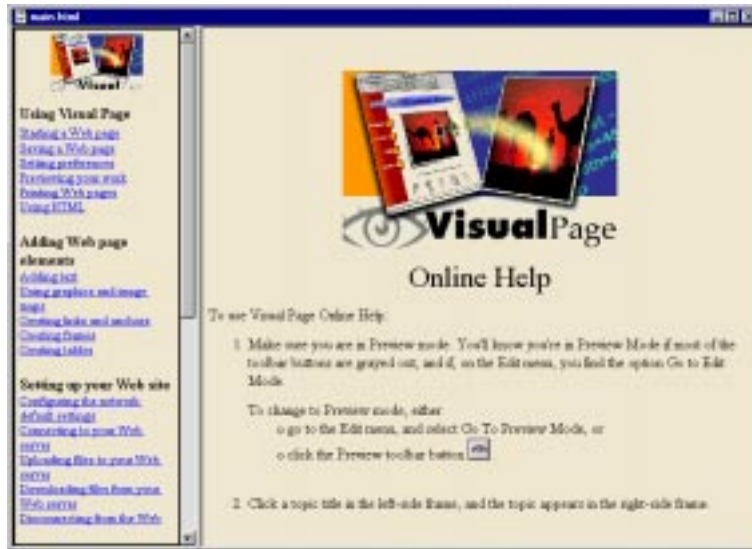 main.html
Visual
Using Visual Page
Starting a Web page
Saving a Web page
Setting preferences
Previewing your work
Printing Web pages
Using HTML
Adding Web page
elements
Adding text
Using graphics and image
maps
Creating links and anchors
Creating frames
Creating tables
Setting up your Web site
Configuring the network
default settings
Connecting to your Web
server
Uploading files to your Web
server
Downloading files from your
Web server
Disconnecting from the Web
VisualPage
Online Help
To use Visual Page Online Help:
1. Make sure you are in Preview mode. You'll know you're in Preview Mode if most of the
toolbar buttons are grayed out, and if, on the Edit menu, you find the option Go to Edit
Mode.
To change to Preview mode, either
o go to the Edit menu, and select Go To Preview Mode, or
o click the Preview toolbar button
2. Click a topic title in the left-side frame, and the topic appears in the right-side frame.